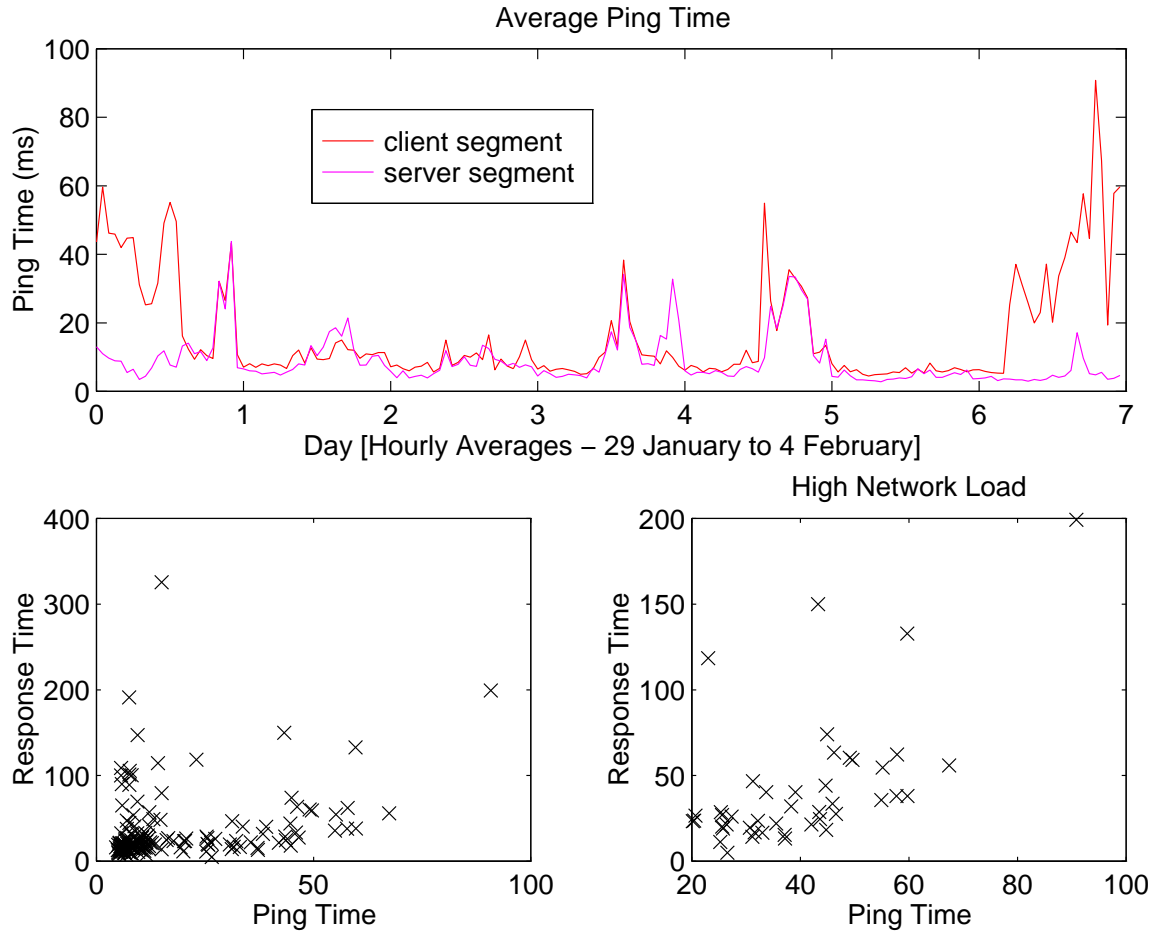 Average Ping Time
100
80
60
40
20
0
Ping Time (ms)
client segment
server segment
0 1 2 3 4 5 6 7
Day [Hourly Averages – 29 January to 4 February]
400
300
200
100
0
Response Time
0 50 100
Ping Time
High Network Load
200
150
100
50
0
Response Time
20 40 60 80 100
Ping Time